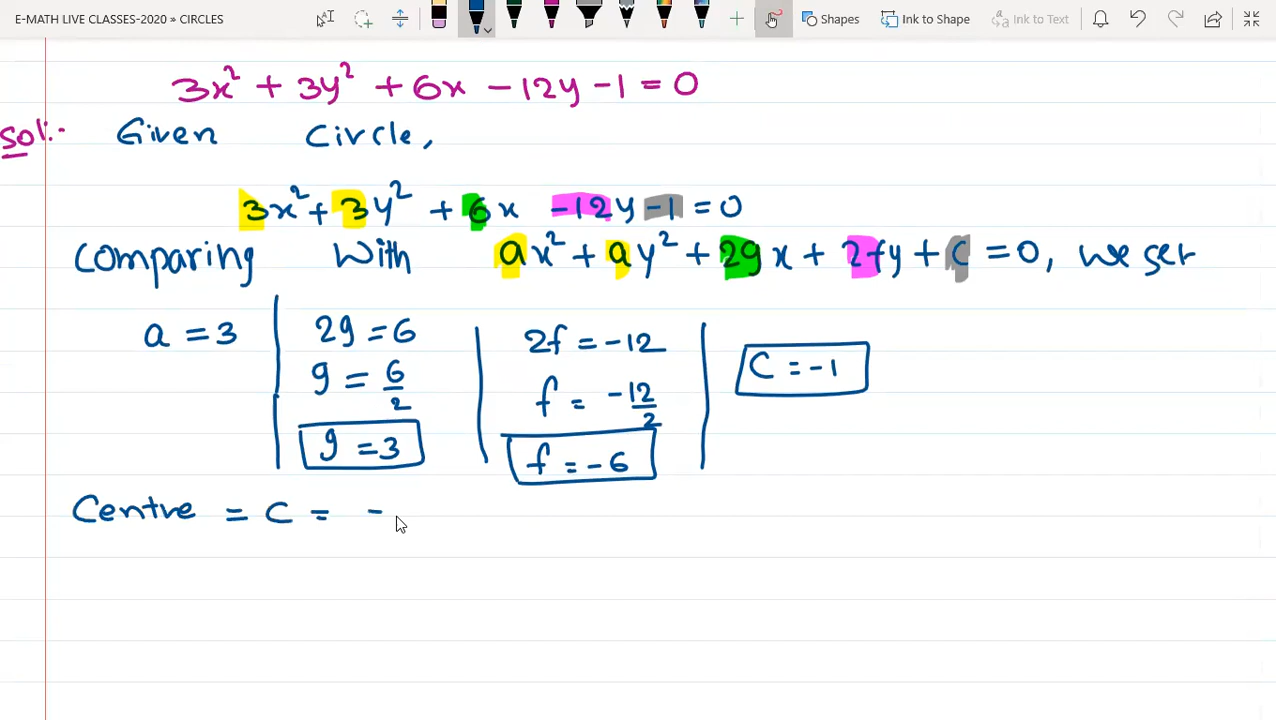 E-MATH LIVE CLASSES-2020 » CIRCLES Shapes Ink to Shape Ink to Text
3x² + 3y² + 6x - 12y - 1 = 0
Sol:- Given Circle,
3x² + 3y² + 6x - 12y - 1 = 0
Comparing With ax² + ay² + 2gx + 2fy + c = 0, we get
a = 3 | 2g = 6 | 2f = -12 | C = -1
g = 6/2 | f = -12/2
g = 3 | f = -6
Centre = C = -